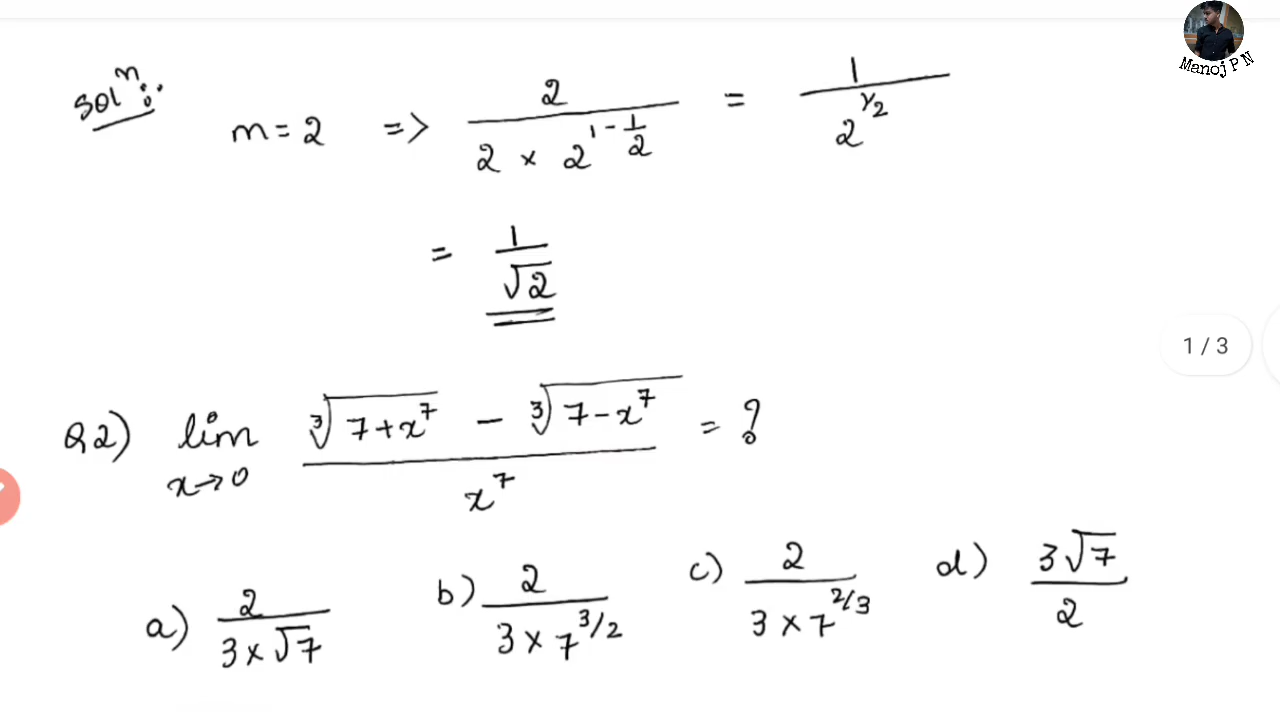 Manoj P N
Solⁿ:
m = 2 => 2 / (2 × 2^(1 - 1/2)) = 1 / 2^(1/2)
= 1 / √2
1 / 3
Q2) lim x→0 (∛(7+x⁷) - ∛(7-x⁷)) / x⁷ = ?
a) 2 / (3×√7) b) 2 / (3×7^(3/2)) c) 2 / (3×7^(2/3)) d) 3√7 / 2